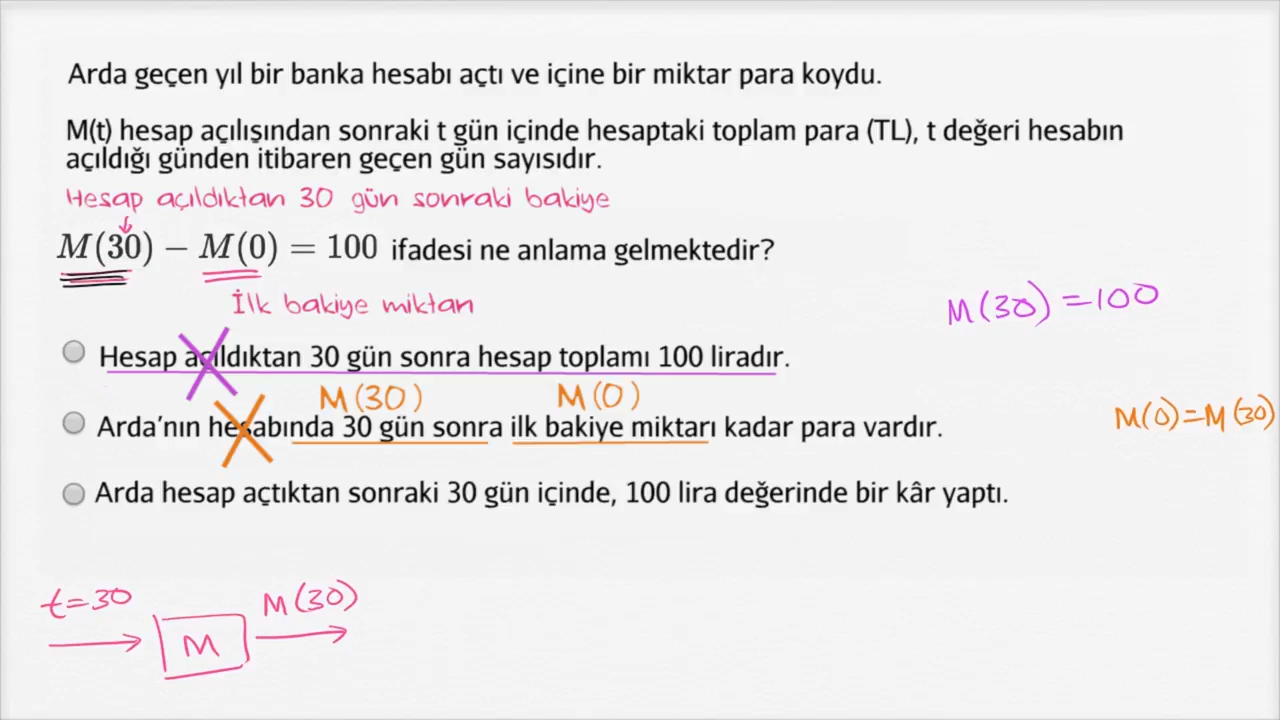 Arda geçen yıl bir banka hesabı açtı ve içine bir miktar para koydu.
M(t) hesap açılışından sonraki t gün içinde hesaptaki toplam para (TL), t değeri hesabın
açıldığı günden itibaren geçen gün sayısıdır.
Hesap açıldıktan 30 gün sonraki bakiye
M(30) − M(0) = 100 ifadesi ne anlama gelmektedir?
İlk bakiye miktarı
M(30) = 100
Hesap açıldıktan 30 gün sonra hesap toplamı 100 liradır.
M(30) M(0)
Arda’nın hesabında 30 gün sonra ilk bakiye miktarı kadar para vardır.
M(0)=M(30)
Arda hesap açtıktan sonraki 30 gün içinde, 100 lira değerinde bir kâr yaptı.
t=30 M(30)
M